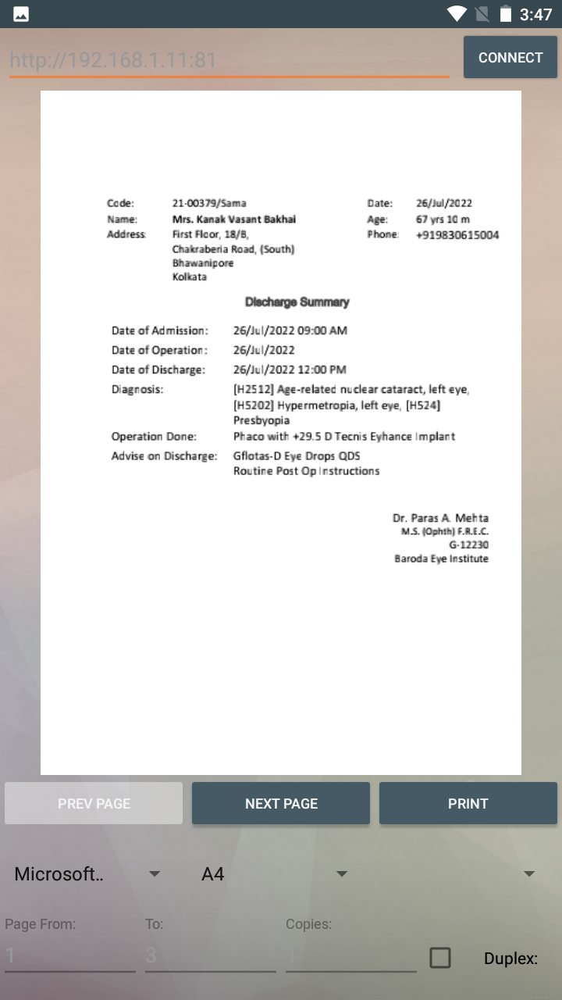 3:47
http://192.168.1.11:81
CONNECT
Code: 21-00379/Sama Date: 26/Jul/2022
Name: Mrs. Kanak Vasant Bakhai Age: 67 yrs 10 m
Address: First Floor, 18/B, Phone: +919830615004
Chakraberia Road, (South)
Bhawanipore
Kolkata
Discharge Summary
Date of Admission: 26/Jul/2022 09:00 AM
Date of Operation: 26/Jul/2022
Date of Discharge: 26/Jul/2022 12:00 PM
Diagnosis: [H2512] Age-related nuclear cataract, left eye,
[H5202] Hypermetropia, left eye, [H524]
Presbyopia
Operation Done: Phaco with +29.5 D Tecnis Eyhance Implant
Advise on Discharge: Gflotas-D Eye Drops QDS
Routine Post Op Instructions
Dr. Paras A. Mehta
M.S. (Ophth) F.R.E.C.
G-12230
Baroda Eye Institute
PREV PAGE NEXT PAGE PRINT
Microsoft.. A4
Page From: To: Copies:
1 3 1 Duplex: